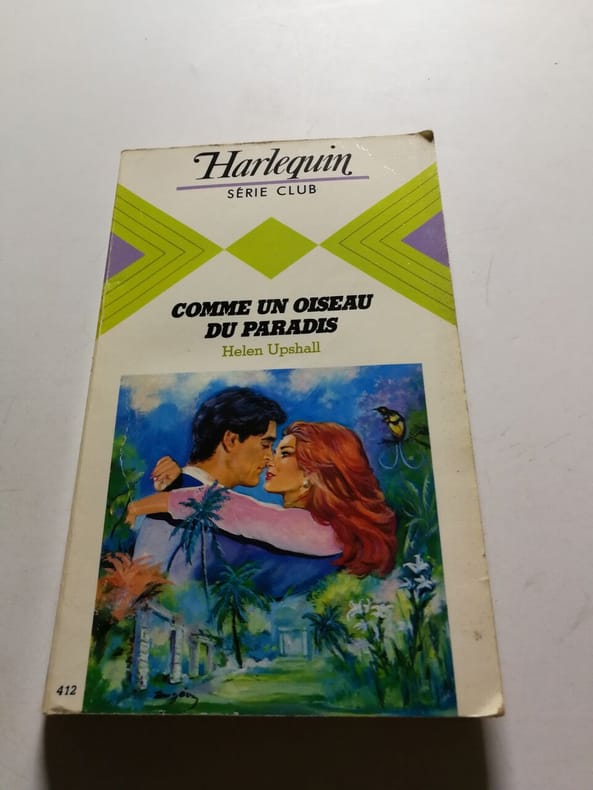 Harlequin
SÉRIE CLUB
COMME UN OISEAU
DU PARADIS
Helen Upshall
412